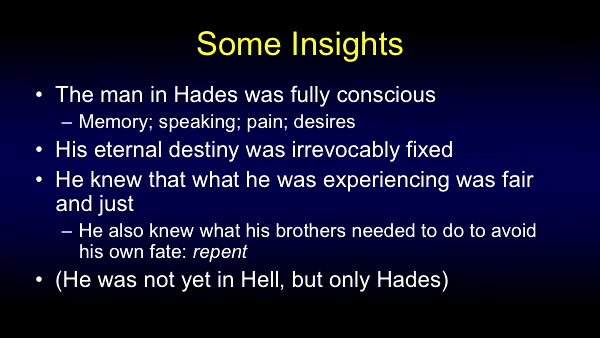 Some Insights
• The man in Hades was fully conscious
– Memory; speaking; pain; desires
• His eternal destiny was irrevocably fixed
• He knew that what he was experiencing was fair
and just
– He also knew what his brothers needed to do to avoid
his own fate: repent
• (He was not yet in Hell, but only Hades)